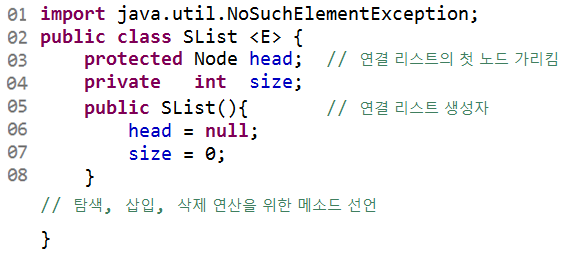 01 import java.util.NoSuchElementException;
02 public class SList <E> {
03     protected Node head;  // 연결 리스트의 첫 노드 가리킴
04     private   int  size;
05     public SList(){       // 연결 리스트 생성자
06         head = null;
07         size = 0;
08     }
// 탐색, 삽입, 삭제 연산을 위한 메소드 선언
}